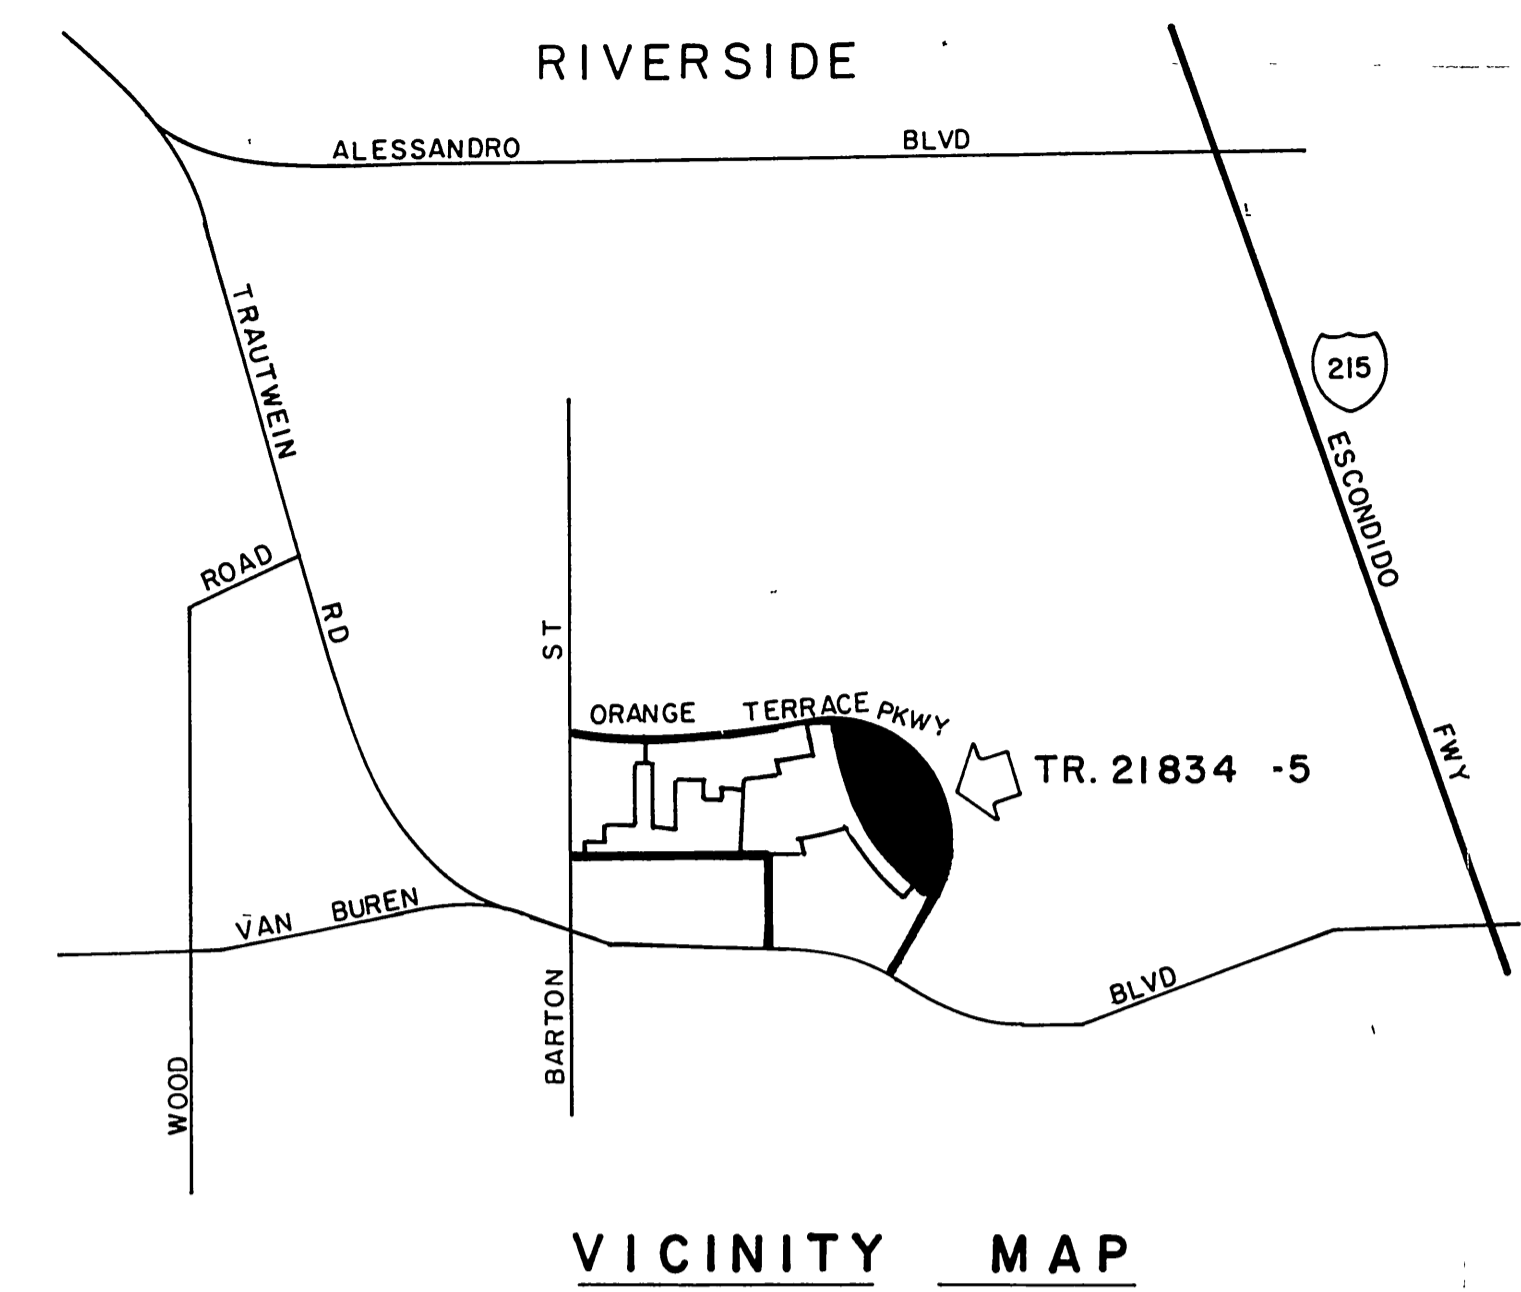 RIVERSIDE
ALESSANDRO BLVD
TRAUTWEIN RD
215
ESCONDIDO FWY
ROAD
ST
ORANGE TERRACE PKWY
TR. 21834 -5
VAN BUREN BLVD
BARTON
WOOD
VICINITY MAP